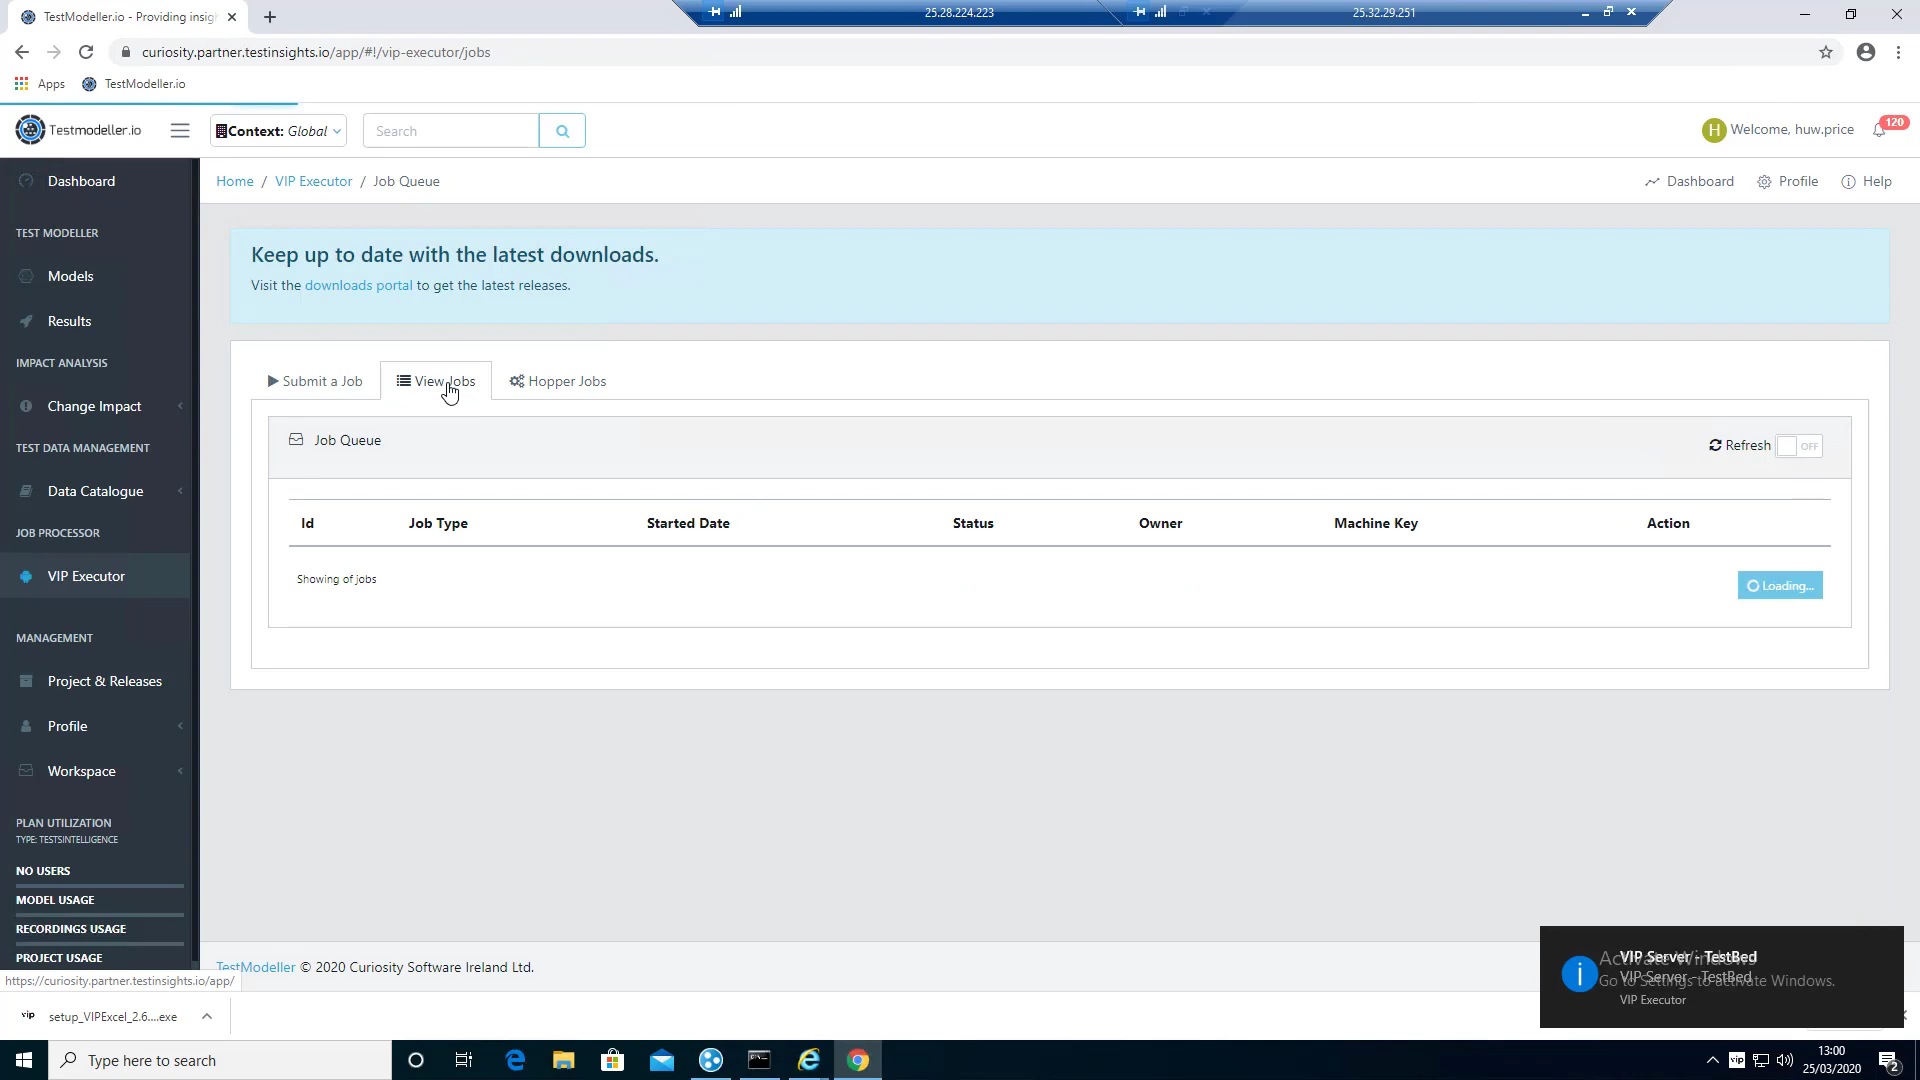 TestModeller.io - Providing insig
25.28.224.223
25.32.29.251
curiosity.partner.testinsights.io/app/#!/vip-executor/jobs
Apps
TestModeller.io
Testmodeller.io
Context: Global
Search
H
Welcome, huw.price
120
Dashboard
Home / VIP Executor / Job Queue
Dashboard
Profile
Help
TEST MODELLER
Models
Results
IMPACT ANALYSIS
Change Impact
TEST DATA MANAGEMENT
Data Catalogue
JOB PROCESSOR
VIP Executor
MANAGEMENT
Project & Releases
Profile
Workspace
PLAN UTILIZATION
TYPE: TESTSINTELLIGENCE
NO USERS
MODEL USAGE
RECORDINGS USAGE
PROJECT USAGE
Keep up to date with the latest downloads.
Visit the downloads portal to get the latest releases.
Submit a Job
View Jobs
Hopper Jobs
Job Queue
Refresh
OFF
Id
Job Type
Started Date
Status
Owner
Machine Key
Action
Showing of jobs
Loading...
TestModeller © 2020 Curiosity Software Ireland Ltd.
https://curiosity.partner.testinsights.io/app/
VIP Server - TestBed
Activate Windows
VIP Server - TestBed
Go to Settings to activate Windows.
VIP Executor
vip
setup_VIPExcel_2.6....exe
Type here to search
vip
13:00
25/03/2020
2